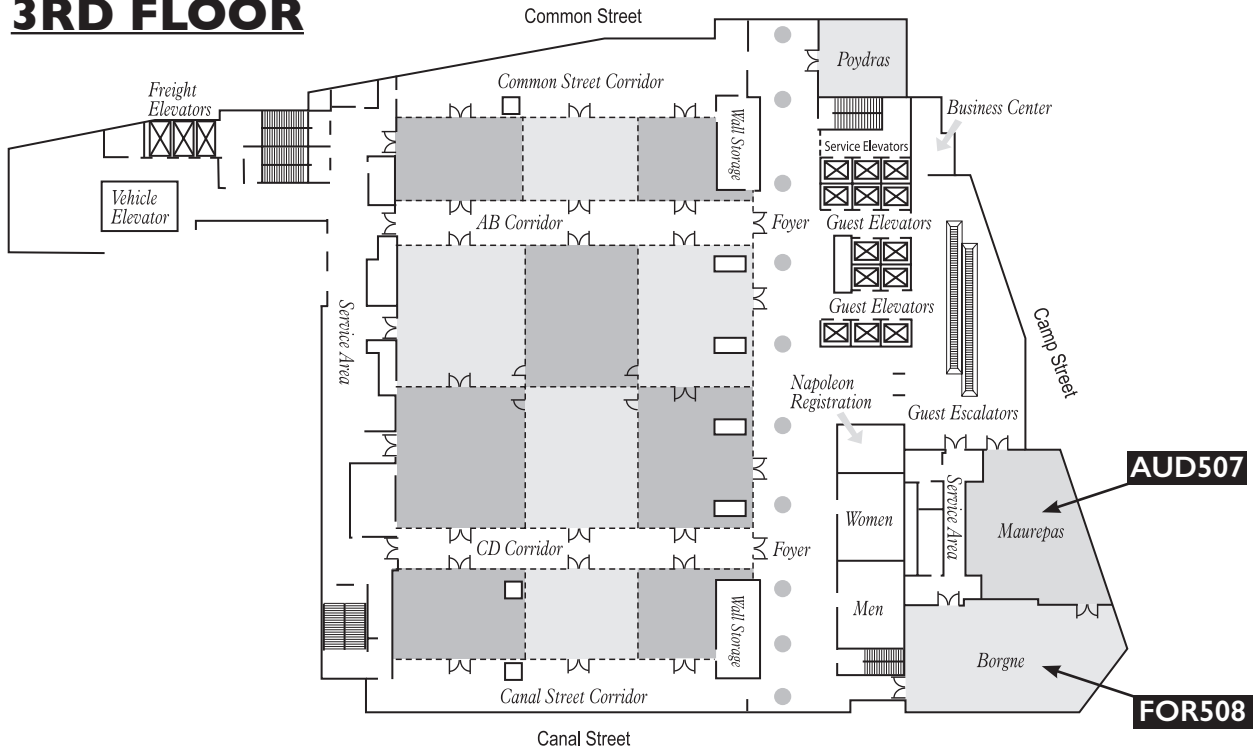 3RD FLOOR
Common Street
Common Street Corridor
Poydras
Freight
Elevators
Business Center
Wall Storage
Service Elevators
Vehicle
Elevator
AB Corridor
Foyer
Guest Elevators
Service Area
Guest Elevators
Camp Street
Napoleon
Registration
Guest Escalators
AUD507
Women
Service Area
Maurepas
CD Corridor
Foyer
Men
Wall Storage
Borgne
Canal Street Corridor
FOR508
Canal Street